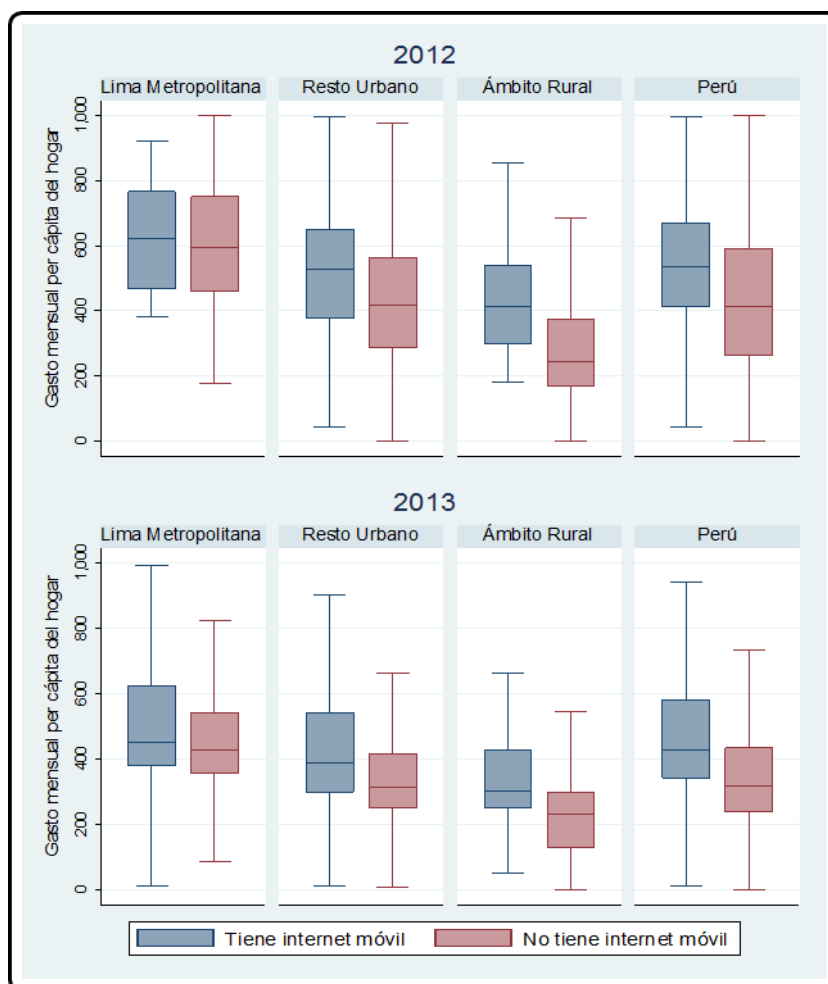 2012
Lima Metropolitana
Resto Urbano
Ámbito Rural
Perú
Gasto mensual per cápita del hogar
1,000
800
600
400
200
0
2013
Lima Metropolitana
Resto Urbano
Ámbito Rural
Perú
Gasto mensual per cápita del hogar
1,000
800
600
400
200
0
Tiene internet móvil
No tiene internet móvil